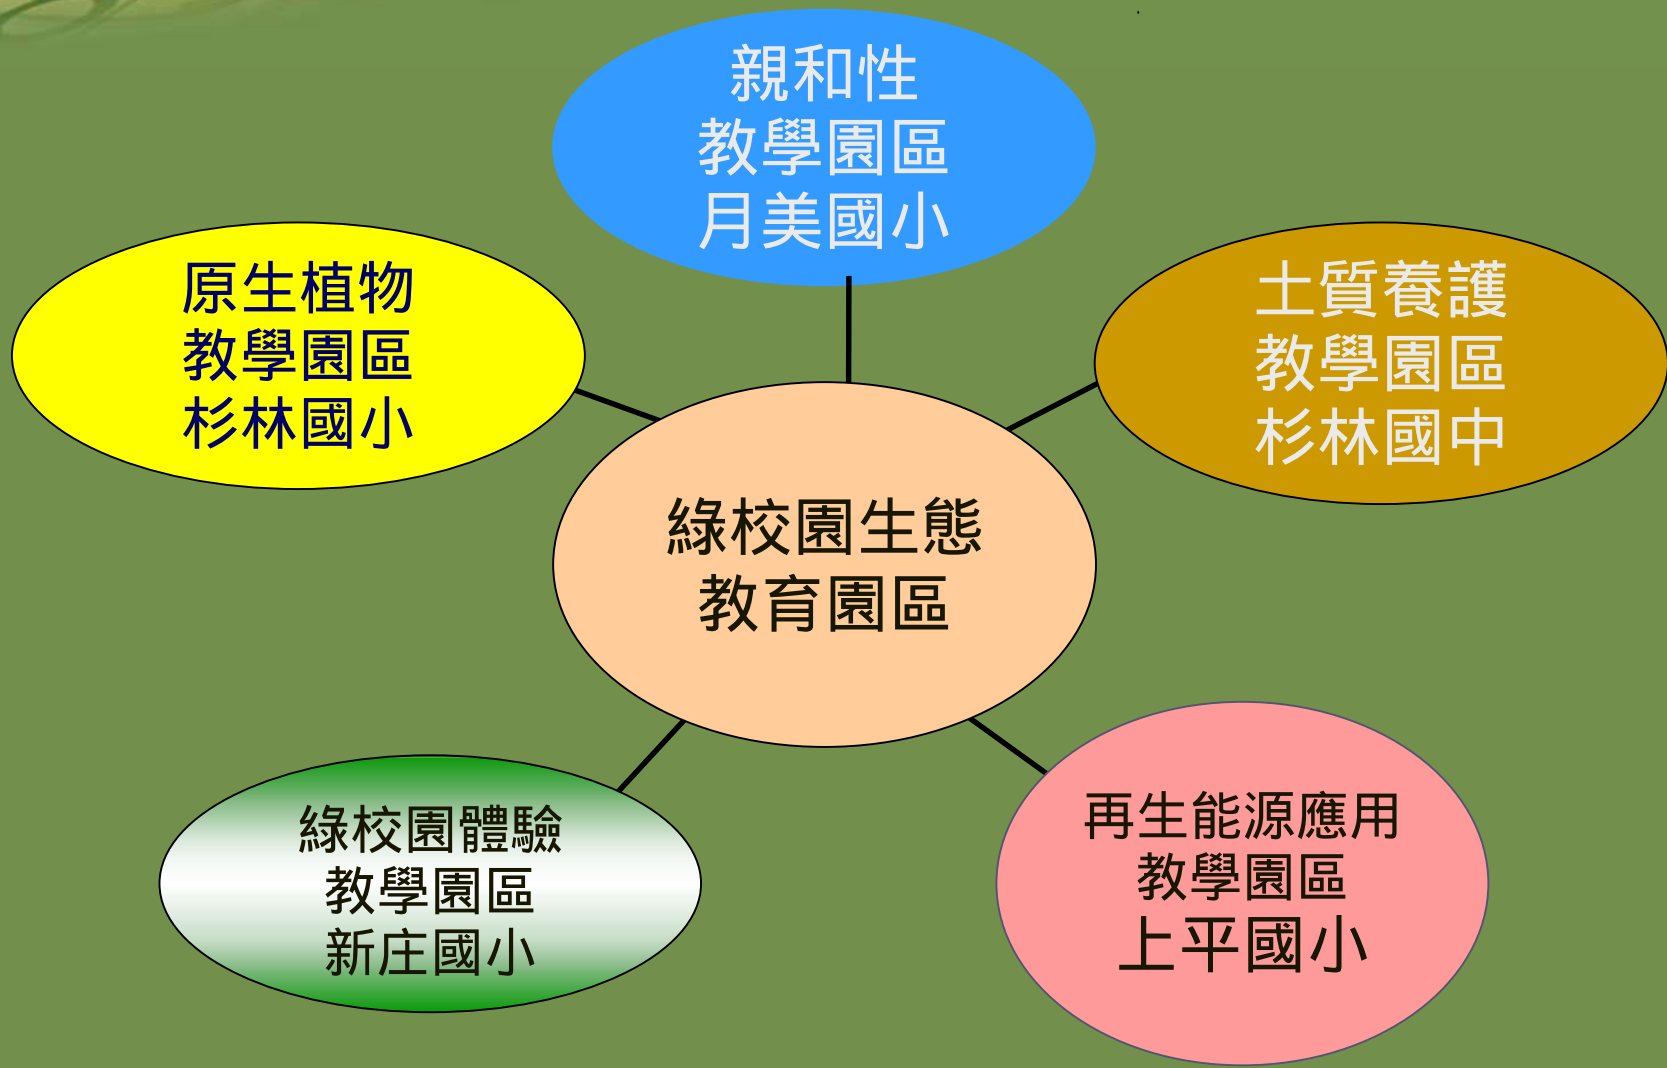 親和性
教學園區
月美國小
原生植物
教學園區
杉林國小
土質養護
教學園區
杉林國中
綠校園生態
教育園區
綠校園體驗
教學園區
新庄國小
再生能源應用
教學園區
上平國小